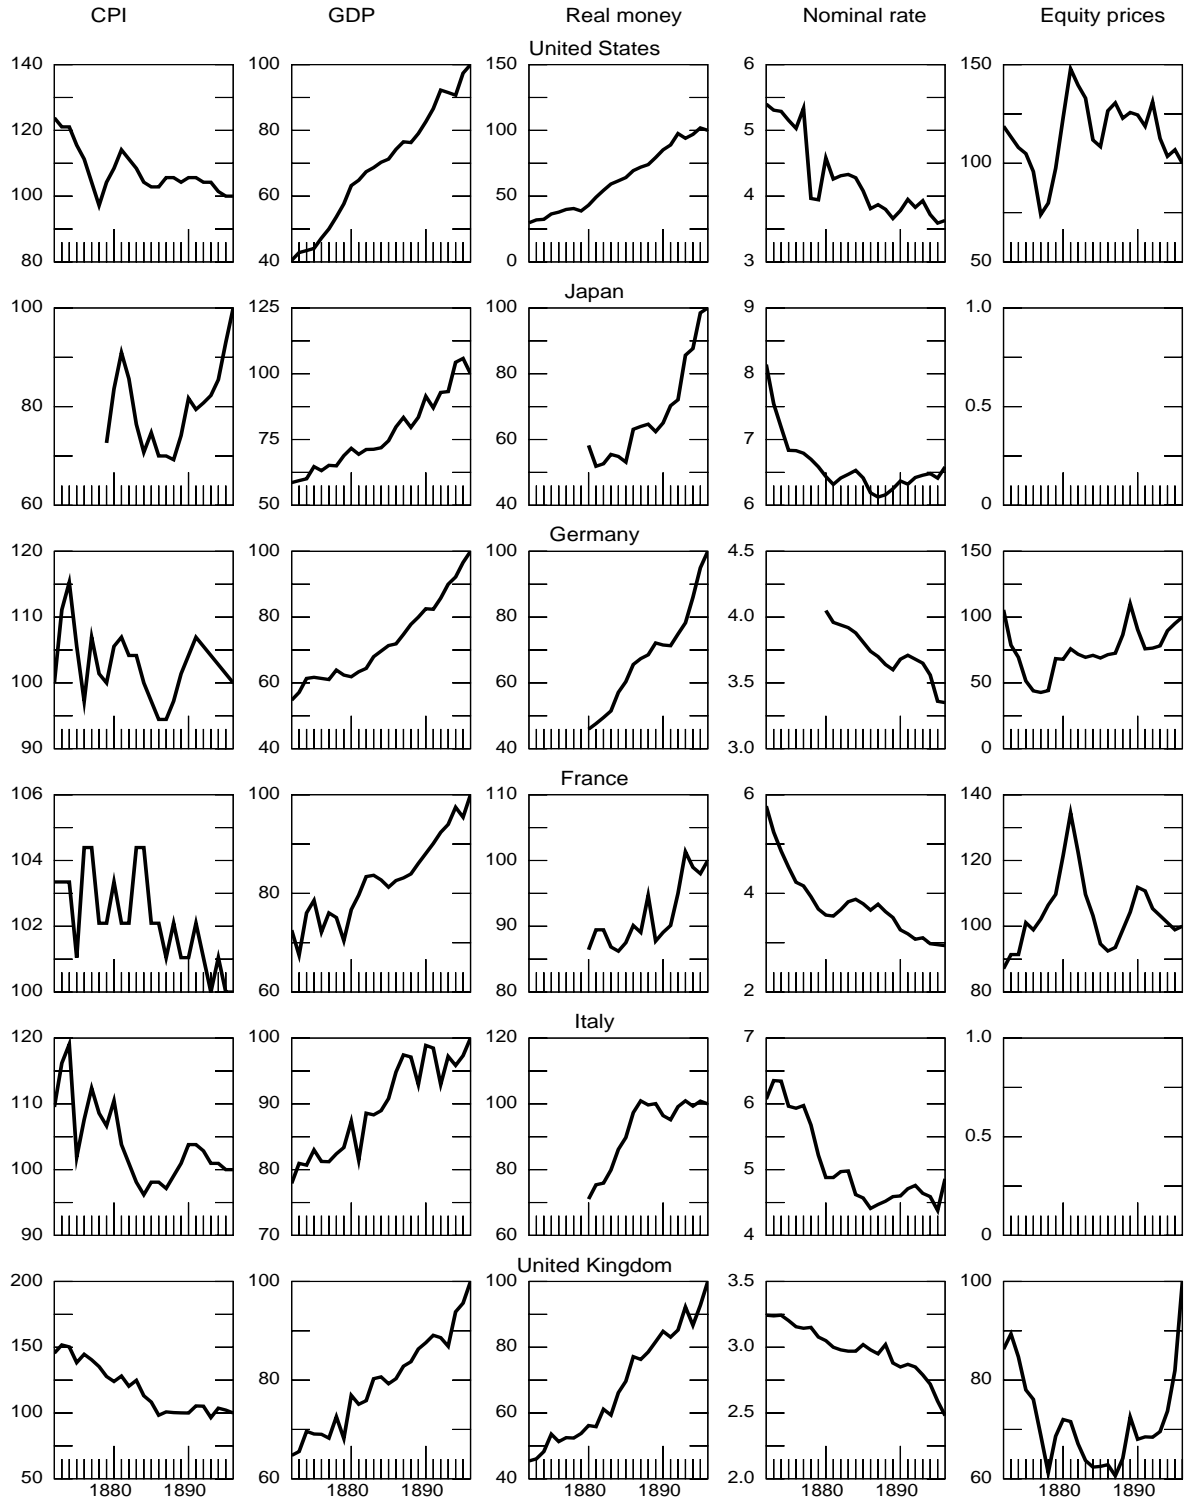 CPI GDP Real money Nominal rate Equity prices
United States
140 100 150 6 150
120 80 100 5 100
100 60 50 4
80 40 0 3 50
Japan
100 125 100 9 1.0
100 80 8
80 0.5
75 60 7
60 50 40 6 0
Germany
120 100 100 4.5 150
110 80 80 4.0 100
100 60 60 3.5 50
90 40 40 3.0 0
France
106 100 110 6 140
104 100 120
80 4
102 90 100
100 60 80 2 80
Italy
120 100 120 7 1.0
110 90 100 6
0.5
100 80 80 5
90 70 60 4 0
United Kingdom
200 100 100 3.5 100
150 80 3.0
80 80
100 60 2.5
50 60 40 2.0 60
1880 1890 1880 1890 1880 1890 1880 1890 1880 1890